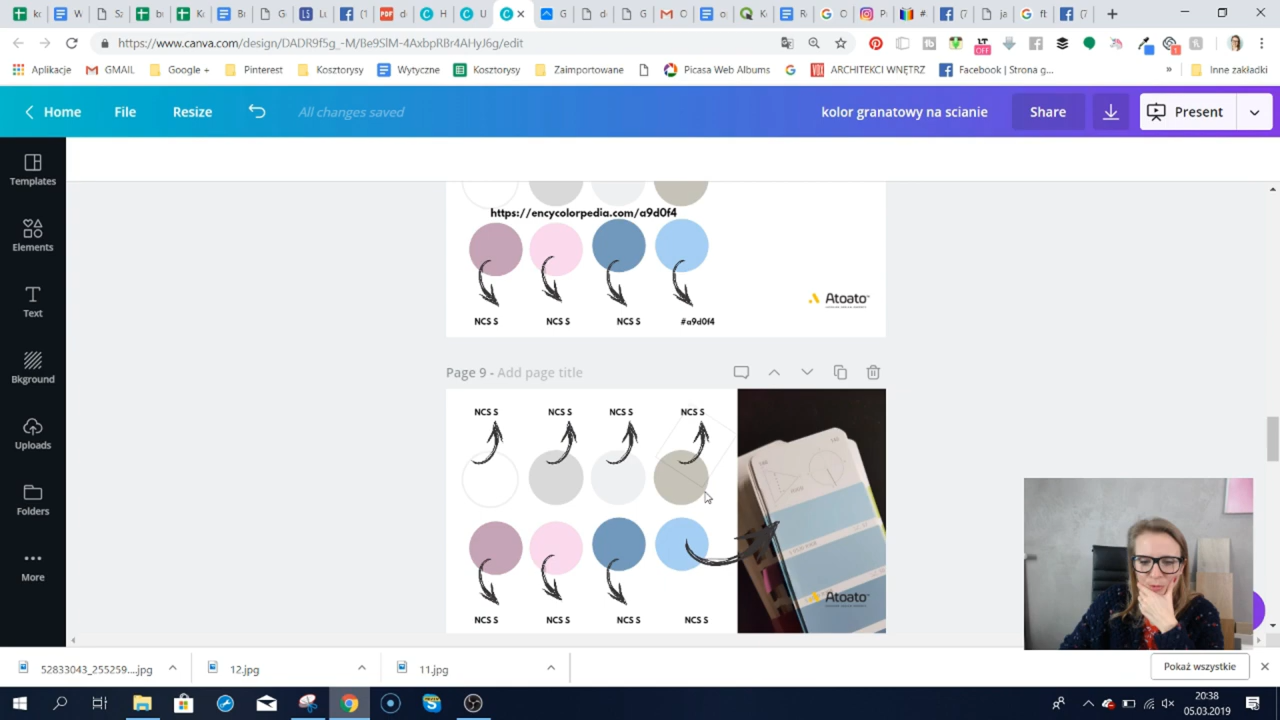 https://www.canva.com/design/DADR9f5g_-M/Be9SlM-4AxbpRBr4AHyJ6g/edit
Aplikacje
GMAIL
Google +
Pinterest
Kosztorysy
Wytyczne
Kosztorysy
Zaimportowane
Picasa Web Albums
ARCHITEKCI WNĘTRZ
Facebook | Strona g...
»
Inne zakładki
Home
File
Resize
All changes saved
kolor granatowy na scianie
Share
Present
Templates
Elements
Text
Bkground
Uploads
Folders
More
https://encycolorpedia.com/a9d0f4
NCS S
NCS S
NCS S
#a9d0f4
Atoato
Page 9 - Add page title
NCS S
NCS S
NCS S
NCS S
Atoato
NCS S
NCS S
NCS S
NCS S
52833043_255259....jpg
12.jpg
11.jpg
Pokaż wszystkie
20:38
05.03.2019